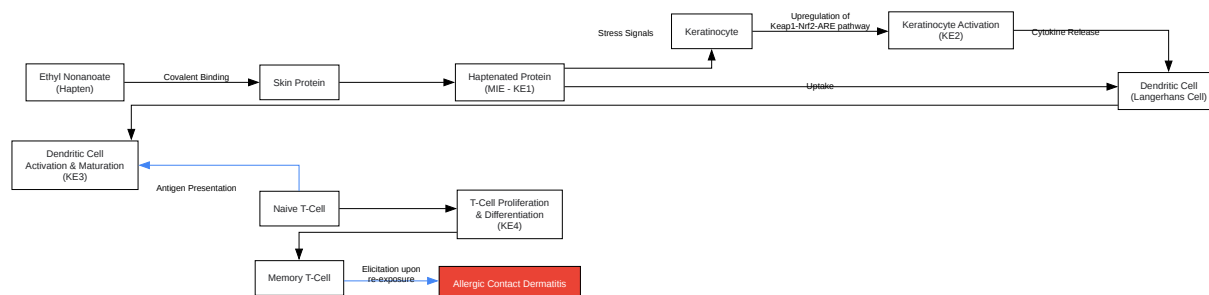 Stress Signals
Keratinocyte
Upregulation of
Keap1-Nrf2-ARE pathway
Keratinocyte Activation
(KE2)
Cytokine Release
Ethyl Nonanoate
(Hapten)
Covalent Binding
Skin Protein
Haptenated Protein
(MIE - KE1)
Uptake
Dendritic Cell
(Langerhans Cell)
Dendritic Cell
Activation & Maturation
(KE3)
Antigen Presentation
Naive T-Cell
T-Cell Proliferation
& Differentiation
(KE4)
Memory T-Cell
Elicitation upon
re-exposure
Allergic Contact Dermatitis